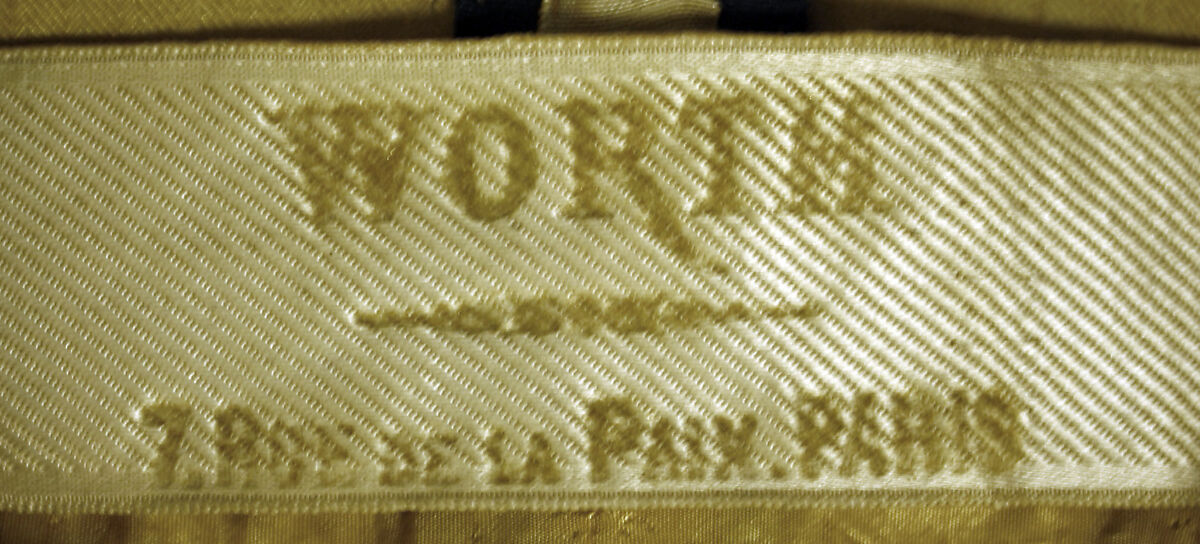 WORTH
7. RUE DE LA PAIX. PARIS